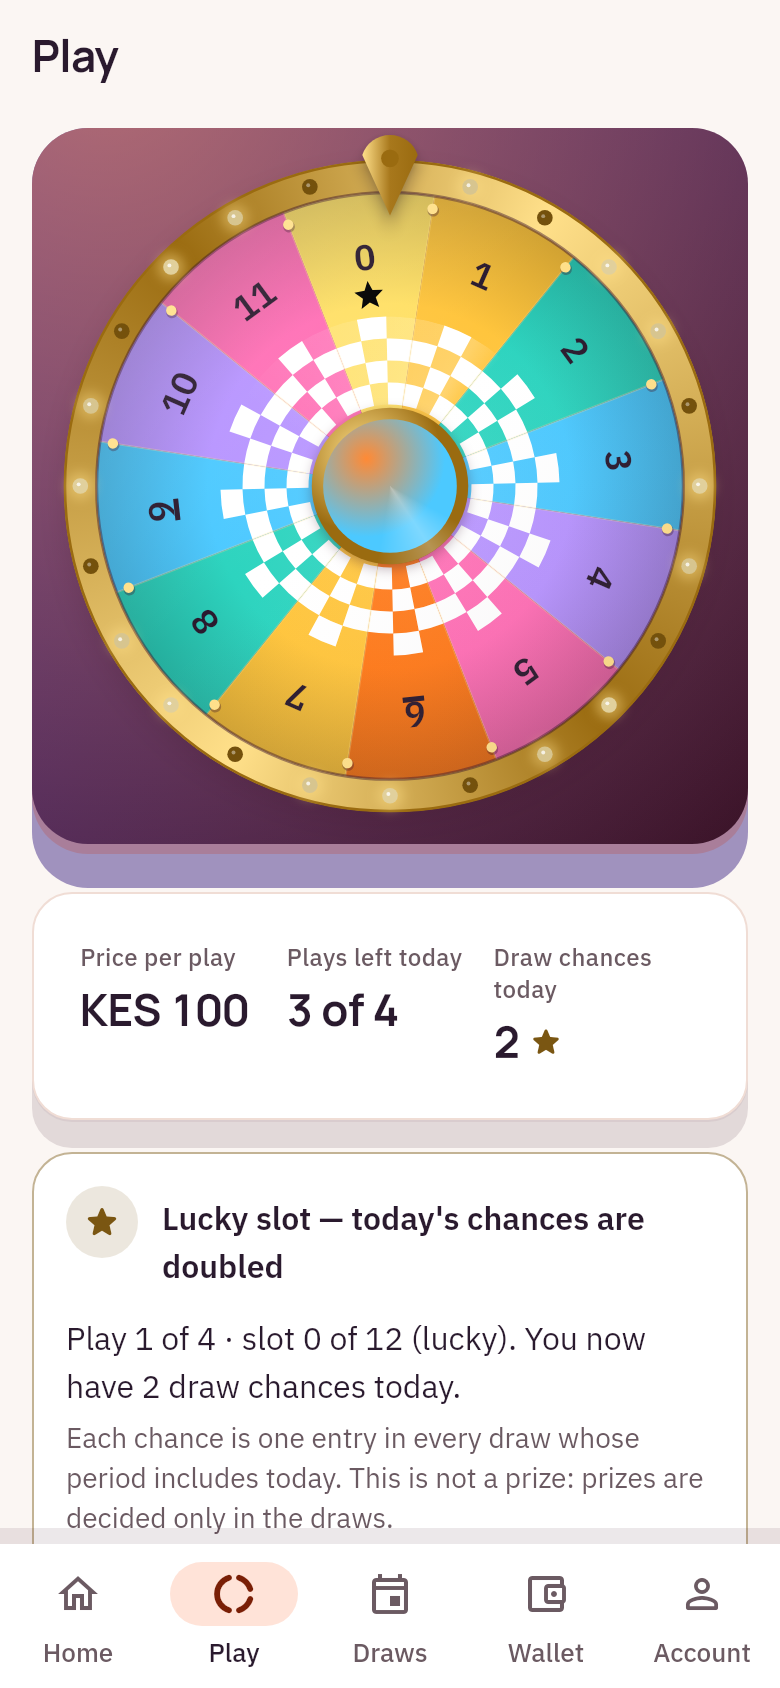 Play
0
1
2
3
4
5
6
7
8
9
10
11
Price per play
KES 100
Plays left today
3 of 4
Draw chances
today
2
Lucky slot — today's chances are
doubled
Play 1 of 4 · slot 0 of 12 (lucky). You now
have 2 draw chances today.
Each chance is one entry in every draw whose
period includes today. This is not a prize: prizes are
decided only in the draws.
Home
Play
Draws
Wallet
Account